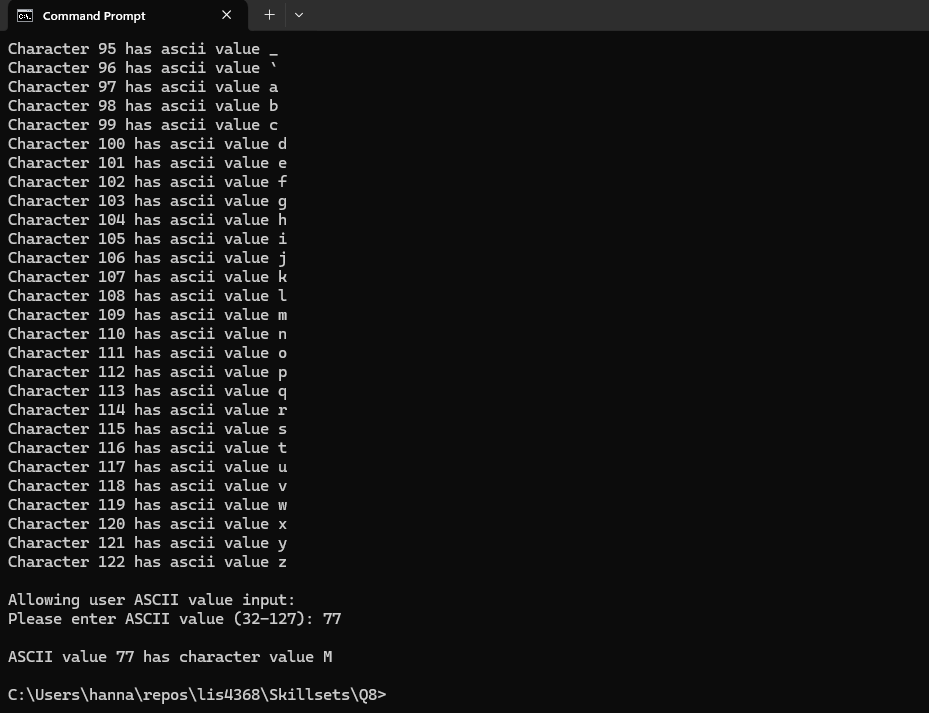 Command Prompt
Character 95 has ascii value _
Character 96 has ascii value `
Character 97 has ascii value a
Character 98 has ascii value b
Character 99 has ascii value c
Character 100 has ascii value d
Character 101 has ascii value e
Character 102 has ascii value f
Character 103 has ascii value g
Character 104 has ascii value h
Character 105 has ascii value i
Character 106 has ascii value j
Character 107 has ascii value k
Character 108 has ascii value l
Character 109 has ascii value m
Character 110 has ascii value n
Character 111 has ascii value o
Character 112 has ascii value p
Character 113 has ascii value q
Character 114 has ascii value r
Character 115 has ascii value s
Character 116 has ascii value t
Character 117 has ascii value u
Character 118 has ascii value v
Character 119 has ascii value w
Character 120 has ascii value x
Character 121 has ascii value y
Character 122 has ascii value z
Allowing user ASCII value input:
Please enter ASCII value (32-127): 77
ASCII value 77 has character value M
C:\Users\hanna\repos\lis4368\Skillsets\Q8>